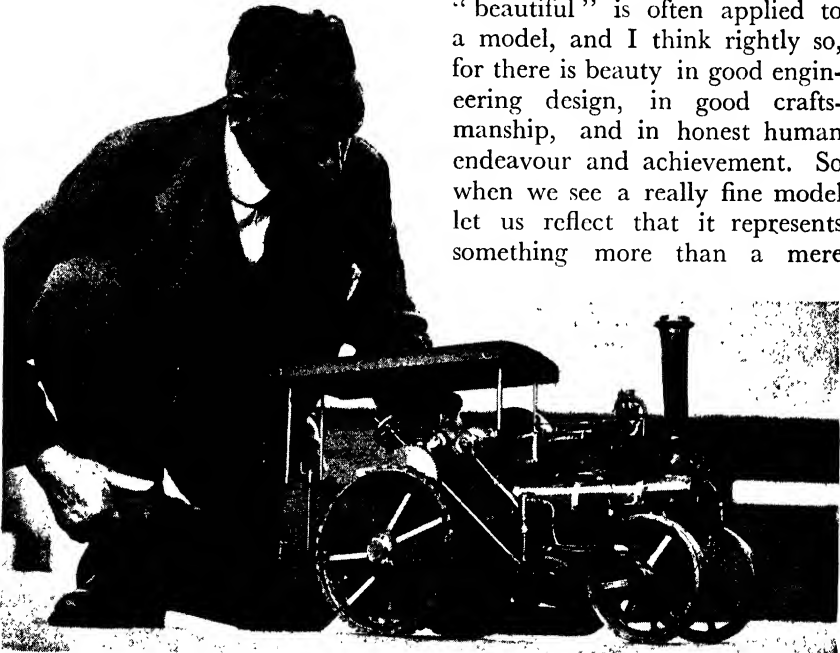 “ beautiful ” is often applied to
a model, and I think rightly so,
for there is beauty in good engin-
eering design, in good crafts-
manship, and in honest human
endeavour and achievement. So
when we see a really fine model
let us reflect that it represents
something more than a mere